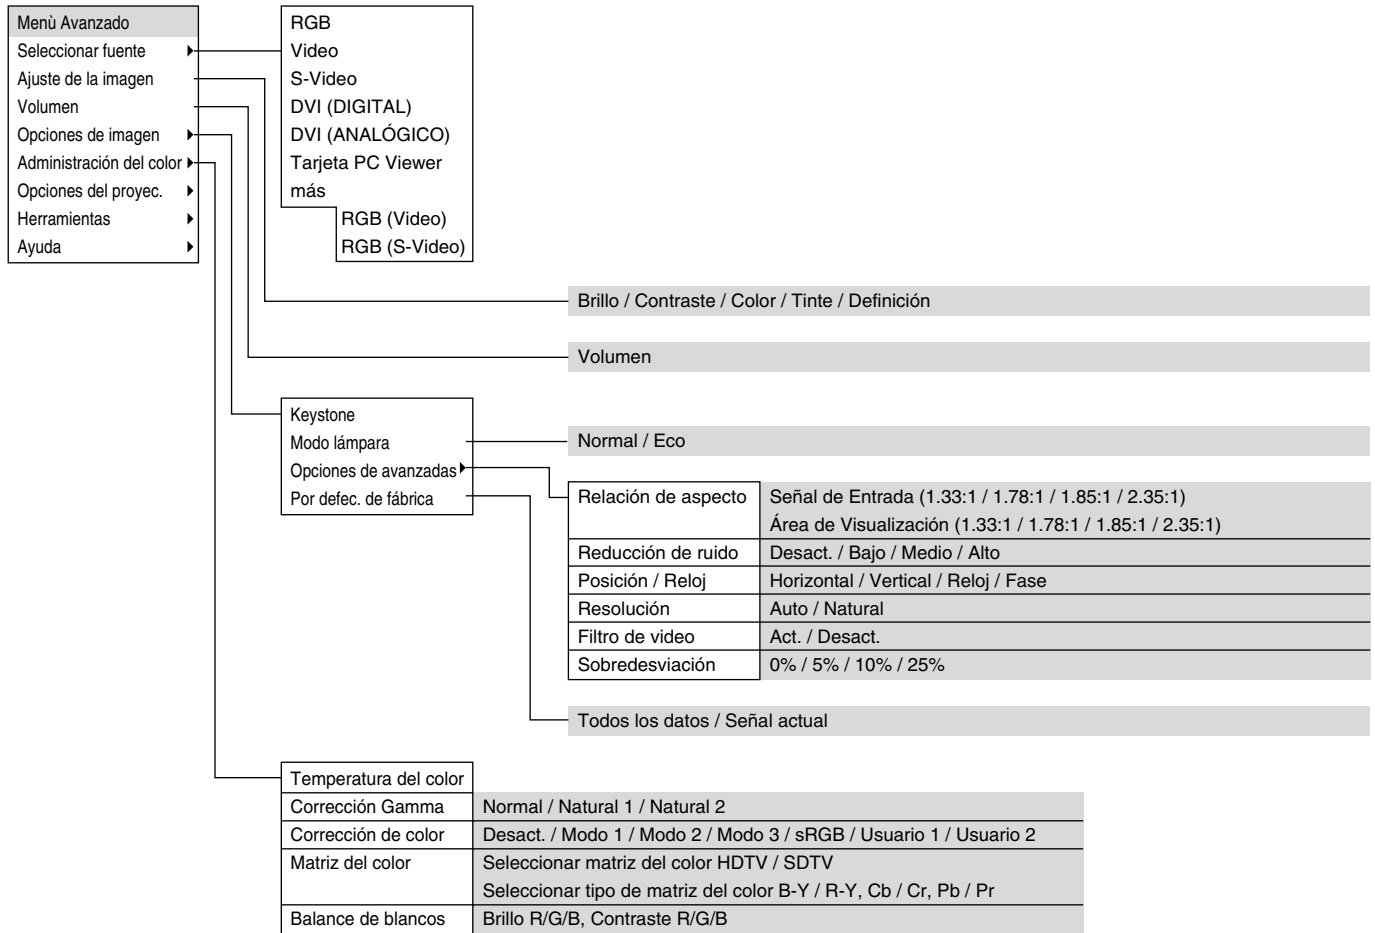 Menù Avanzado
Seleccionar fuente
Ajuste de la imagen
Volumen
Opciones de imagen
Administración del color
Opciones del proyec.
Herramientas
Ayuda
RGB
Video
S-Video
DVI (DIGITAL)
DVI (ANALÓGICO)
Tarjeta PC Viewer
más
RGB (Video)
RGB (S-Video)
Brillo / Contraste / Color / Tinte / Definición
Volumen
Keystone
Modo lámpara
Opciones de avanzadas
Por defec. de fábrica
Normal / Eco
Relación de aspecto Señal de Entrada (1.33:1 / 1.78:1 / 1.85:1 / 2.35:1)
Área de Visualización (1.33:1 / 1.78:1 / 1.85:1 / 2.35:1)
Reducción de ruido Desact. / Bajo / Medio / Alto
Posición / Reloj Horizontal / Vertical / Reloj / Fase
Resolución Auto / Natural
Filtro de video Act. / Desact.
Sobredesviación 0% / 5% / 10% / 25%
Todos los datos / Señal actual
Temperatura del color
Corrección Gamma Normal / Natural 1 / Natural 2
Corrección de color Desact. / Modo 1 / Modo 2 / Modo 3 / sRGB / Usuario 1 / Usuario 2
Matriz del color Seleccionar matriz del color HDTV / SDTV
Seleccionar tipo de matriz del color B-Y / R-Y, Cb / Cr, Pb / Pr
Balance de blancos Brillo R/G/B, Contraste R/G/B